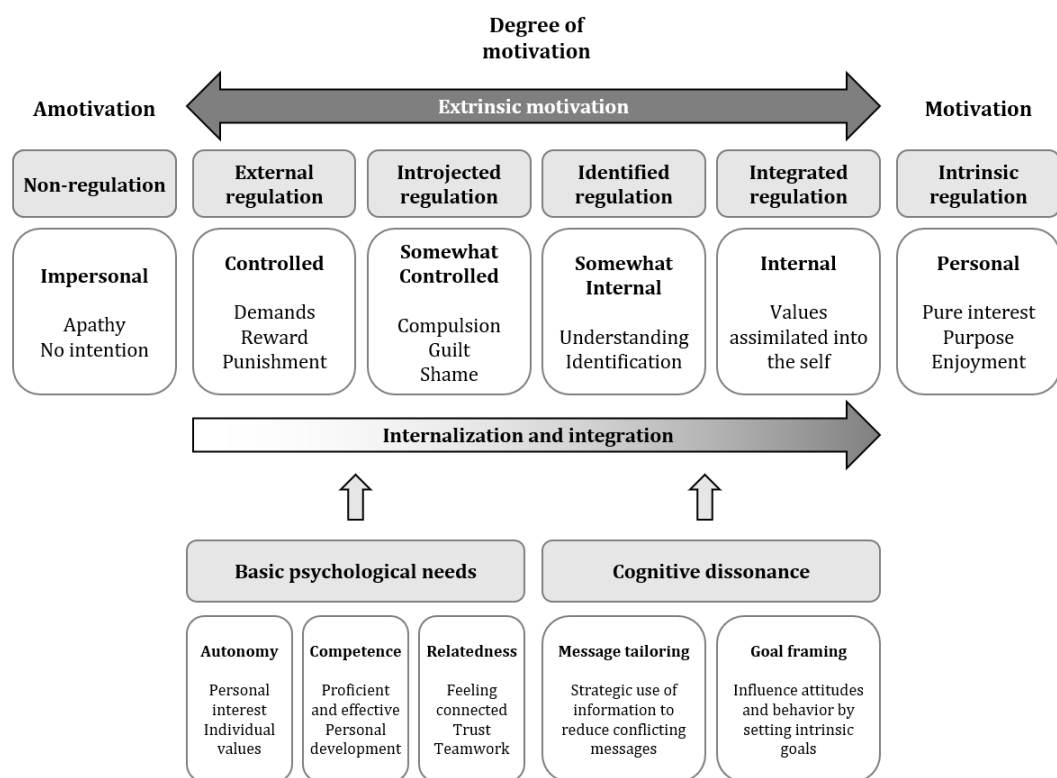 Degree of
motivation
Amotivation
Extrinsic motivation
Motivation
Non-regulation
External
regulation
Introjected
regulation
Identified
regulation
Integrated
regulation
Intrinsic
regulation
Impersonal
Apathy
No intention
Controlled
Demands
Reward
Punishment
Somewhat
Controlled
Compulsion
Guilt
Shame
Somewhat
Internal
Understanding
Identification
Internal
Values
assimilated into
the self
Personal
Pure interest
Purpose
Enjoyment
Internalization and integration
Basic psychological needs
Cognitive dissonance
Autonomy
Personal
interest
Individual
values
Competence
Proficient
and effective
Personal
development
Relatedness
Feeling
connected
Trust
Teamwork
Message tailoring
Strategic use of
information to
reduce conflicting
messages
Goal framing
Influence attitudes
and behavior by
setting intrinsic
goals